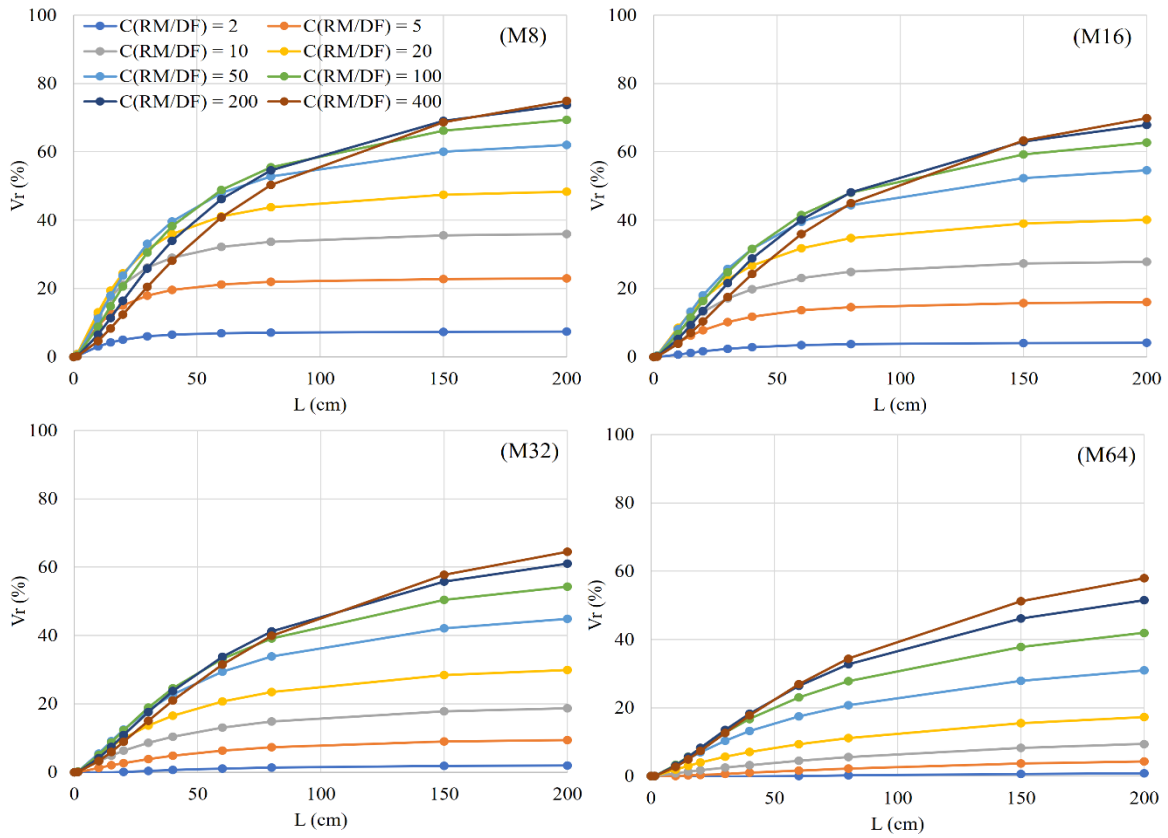 100
C(RM/DF) = 2 C(RM/DF) = 5 (M8)
C(RM/DF) = 10 C(RM/DF) = 20
80
C(RM/DF) = 50 C(RM/DF) = 100
C(RM/DF) = 200 C(RM/DF) = 400
60
Vr (%)
40
20
0
0 50 100 150 200
L (cm)
100
(M16)
80
60
Vr (%)
40
20
0
0 50 100 150 200
L (cm)
100
(M32)
80
60
Vr (%)
40
20
0
0 50 100 150 200
L (cm)
100
(M64)
80
60
Vr (%)
40
20
0
0 50 100 150 200
L (cm)